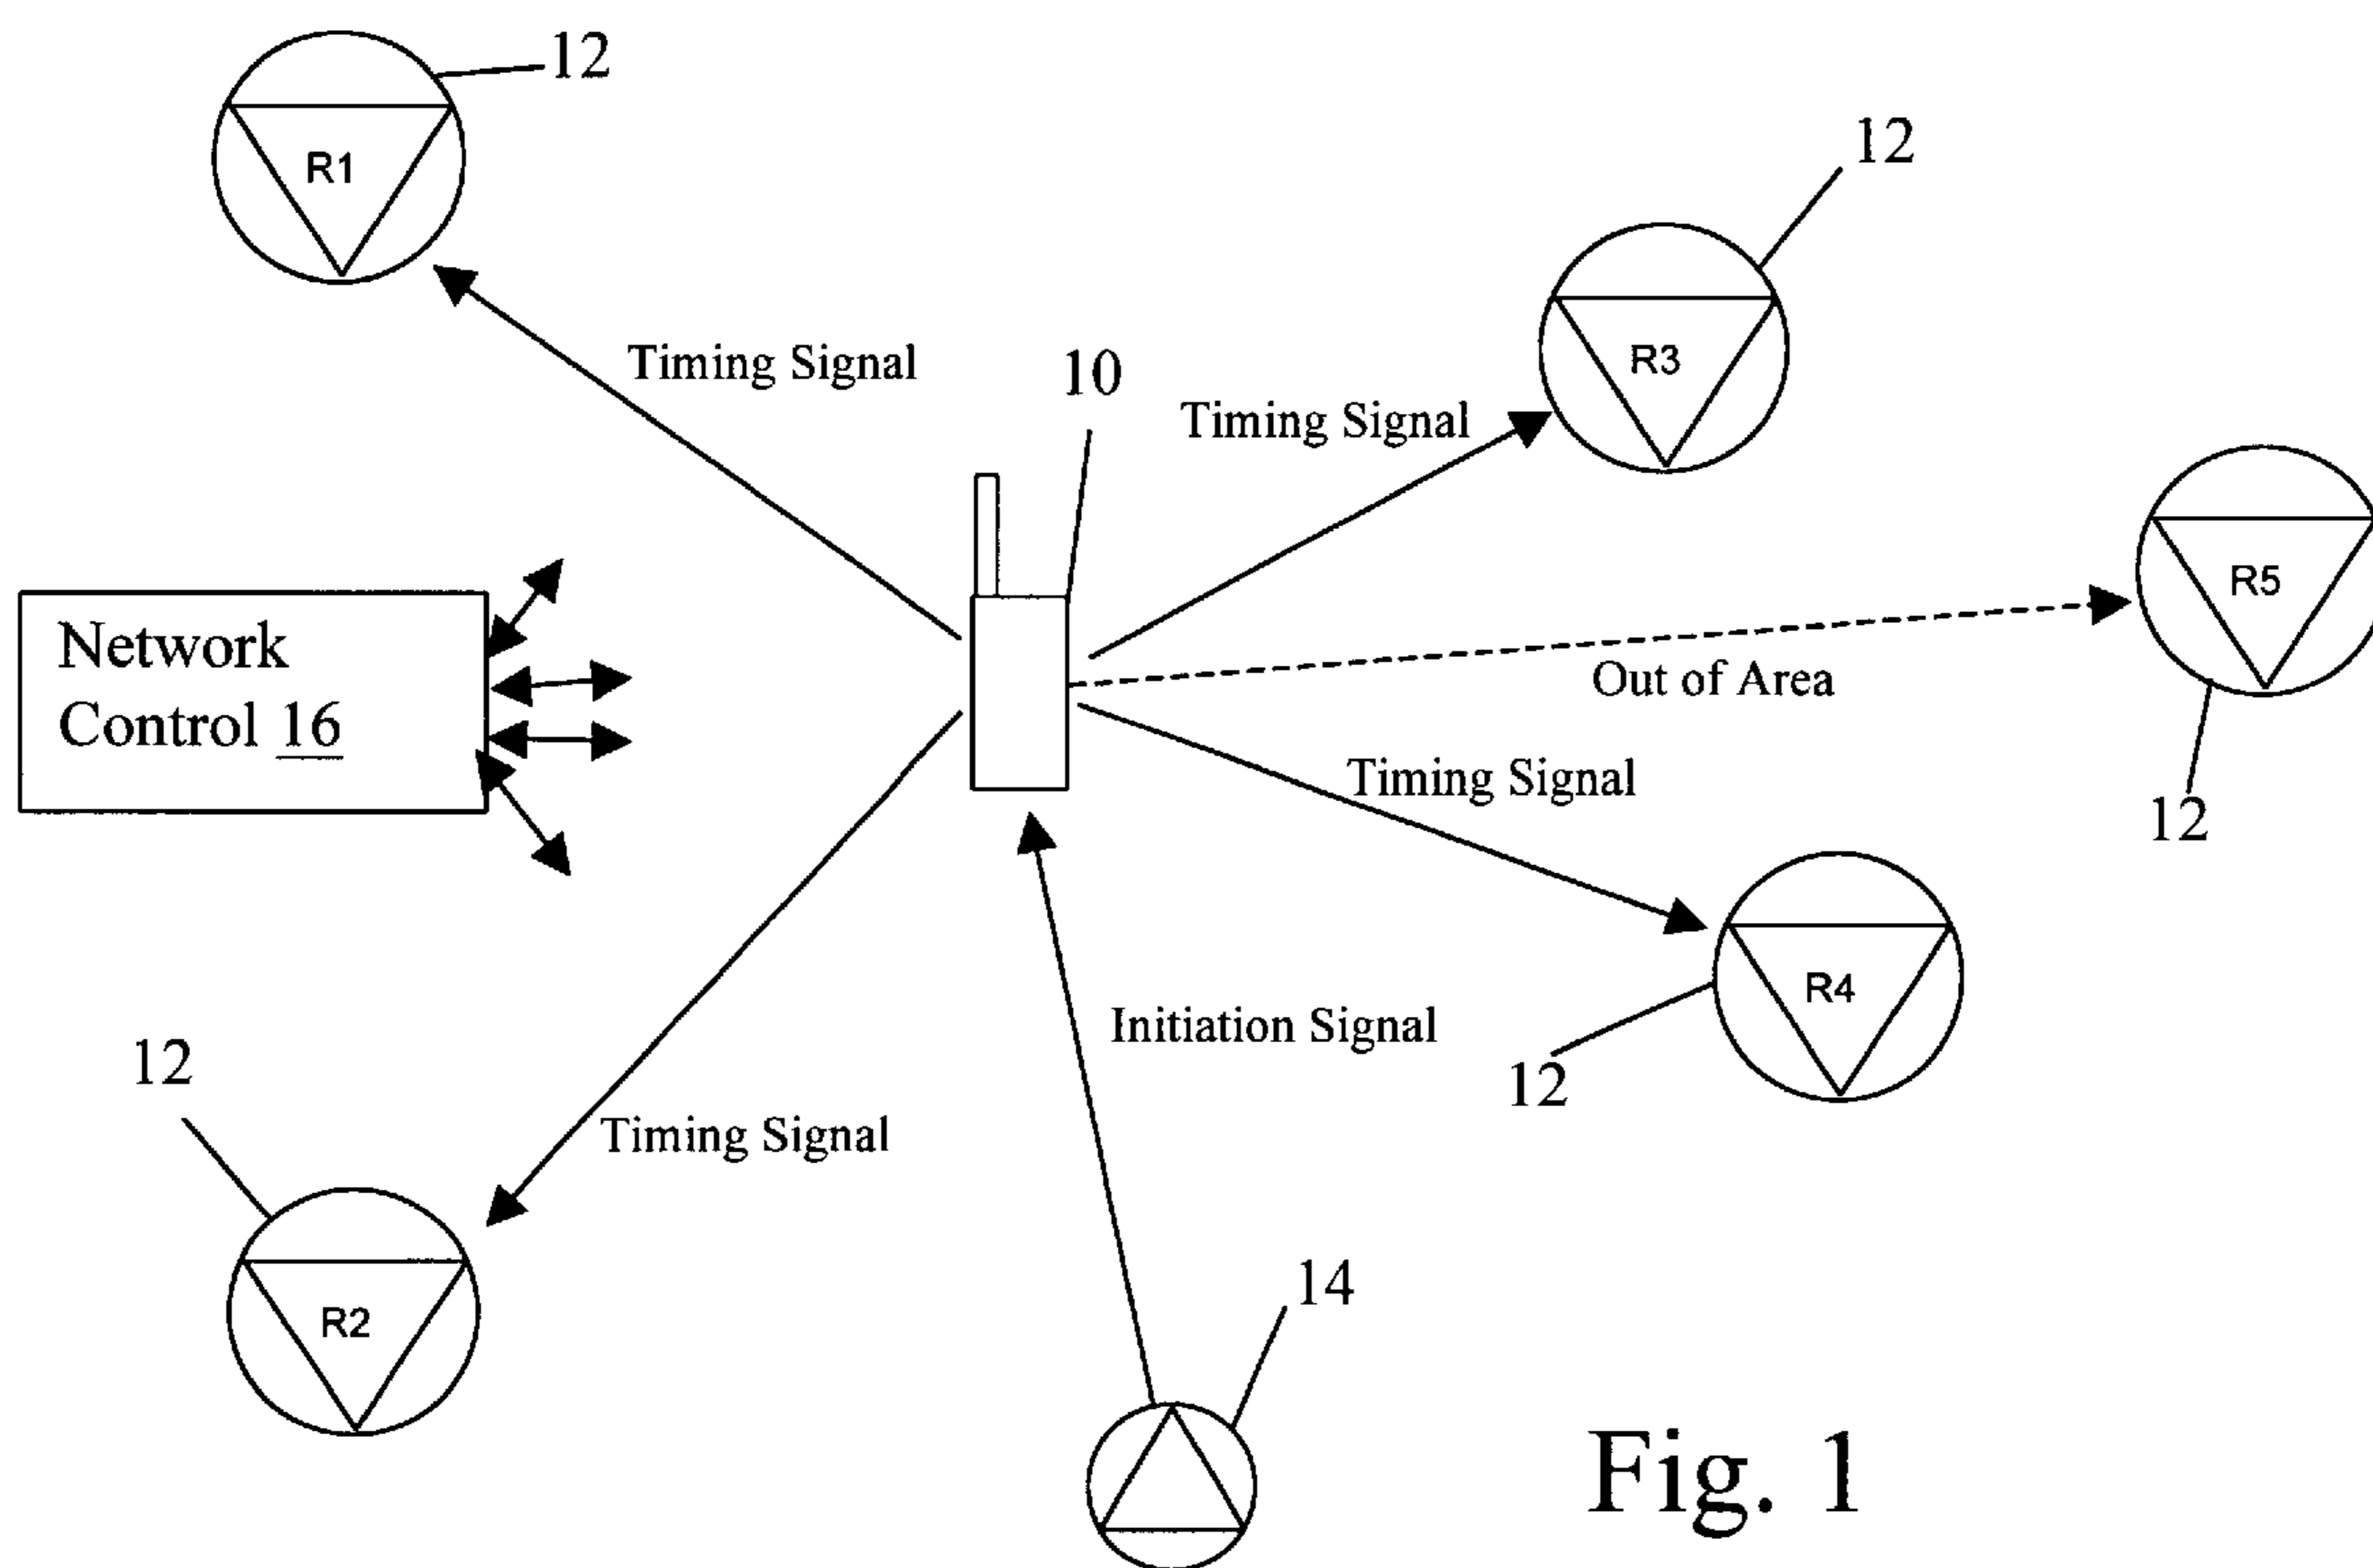 12
R1
12
Timing Signal
10
R3
Timing Signal
R5
Network
Control 16
Out of Area
Timing Signal
12
R4
Initiation Signal
12
12
Timing Signal
14
R2
Fig. 1